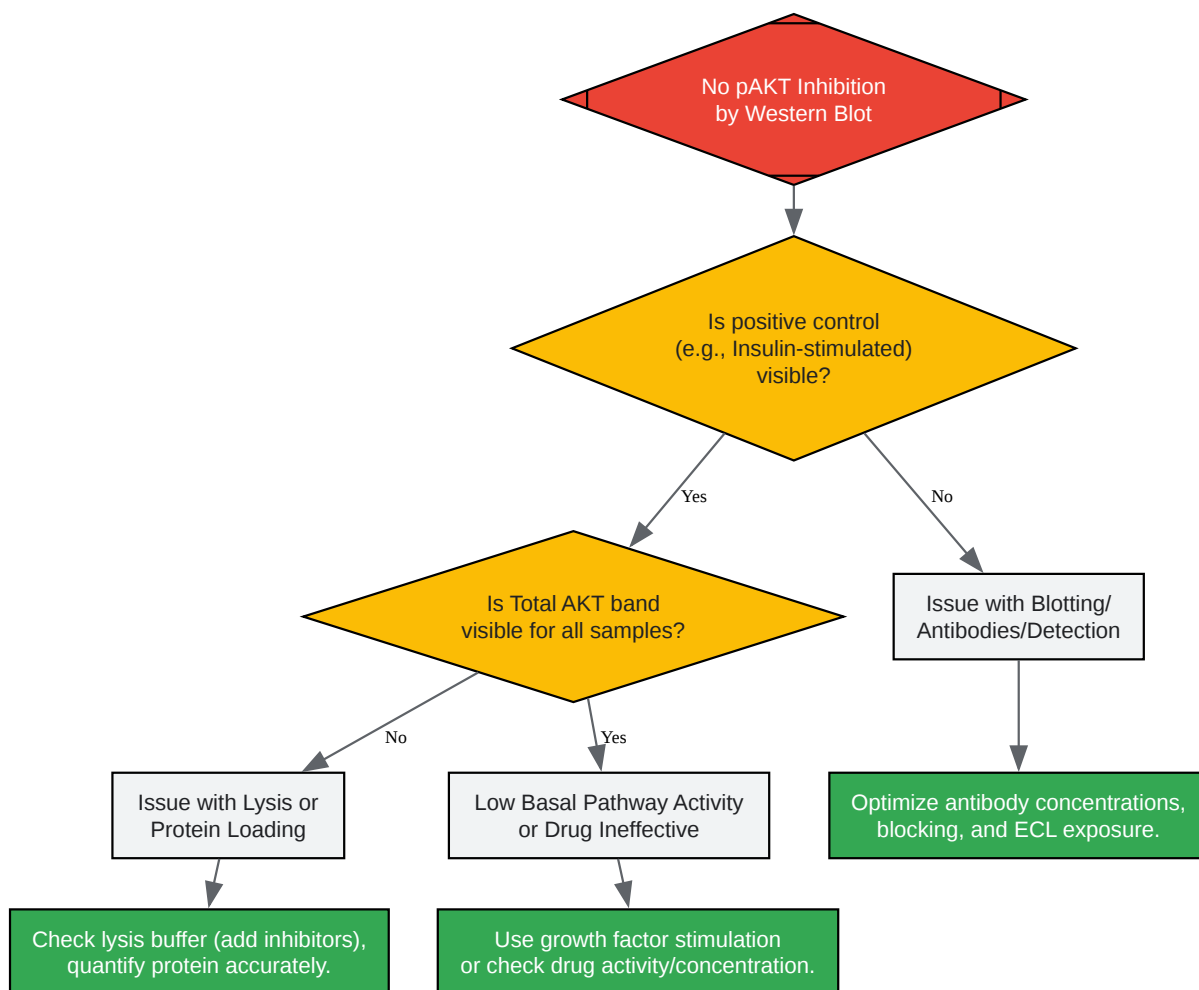 No pAKT Inhibition
by Western Blot
Is positive control
(e.g., Insulin-stimulated)
visible?
Yes
No
Is Total AKT band
visible for all samples?
Issue with Blotting/
Antibodies/Detection
No
Yes
Issue with Lysis or
Protein Loading
Low Basal Pathway Activity
or Drug Ineffective
Optimize antibody concentrations,
blocking, and ECL exposure.
Check lysis buffer (add inhibitors),
quantify protein accurately.
Use growth factor stimulation
or check drug activity/concentration.